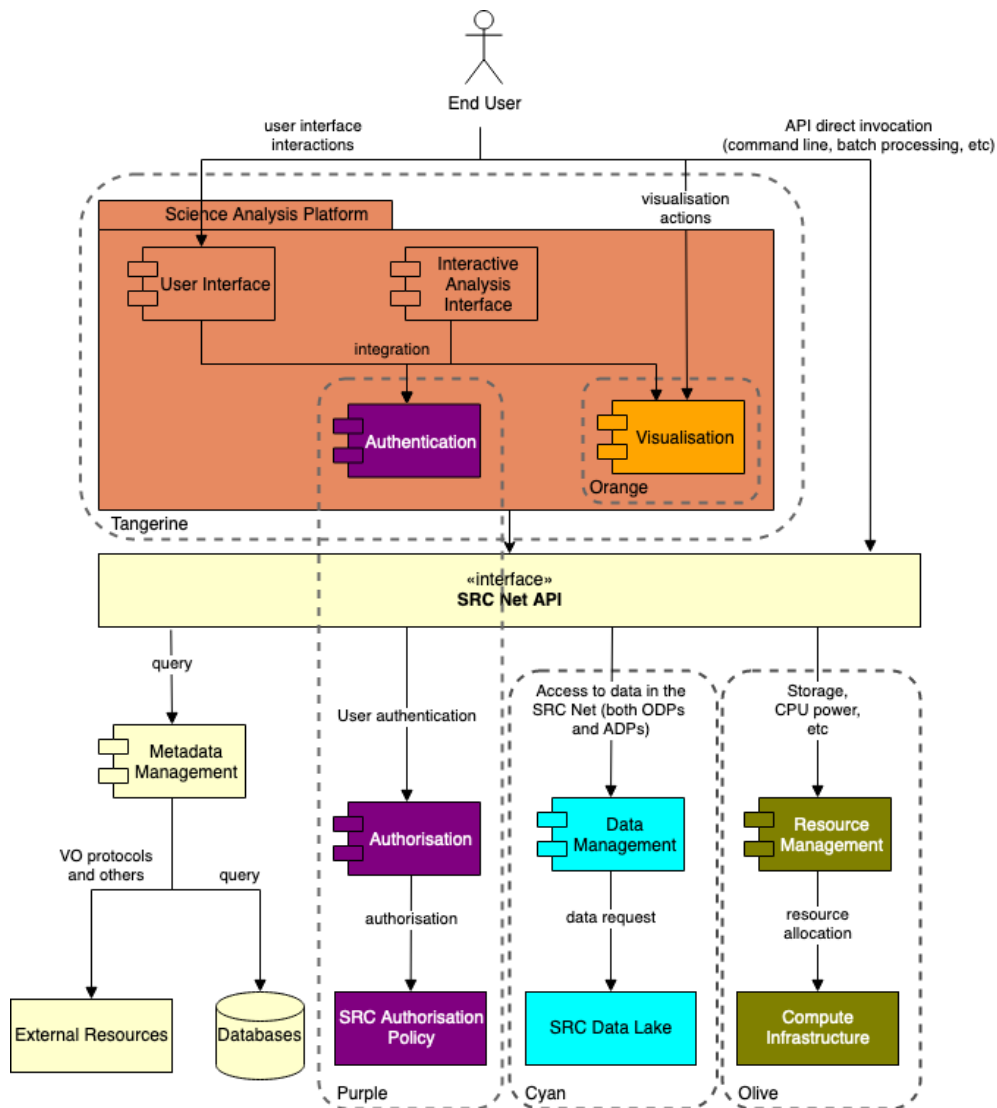 End User
user interface
interactions
API direct invocation
(command line, batch processing, etc)
visualisation
actions
Science Analysis Platform
User Interface
Interactive
Analysis
Interface
integration
Authentication
Visualisation
Orange
Tangerine
«interface»
SRC Net API
query
User authentication
Access to data in the
SRC Net (both ODPs
and ADPs)
Storage,
CPU power,
etc
Metadata
Management
Authorisation
Data
Management
Resource
Management
VO protocols
and others
query
authorisation
data request
resource
allocation
External Resources
Databases
SRC Authorisation
Policy
SRC Data Lake
Compute
Infrastructure
Purple
Cyan
Olive